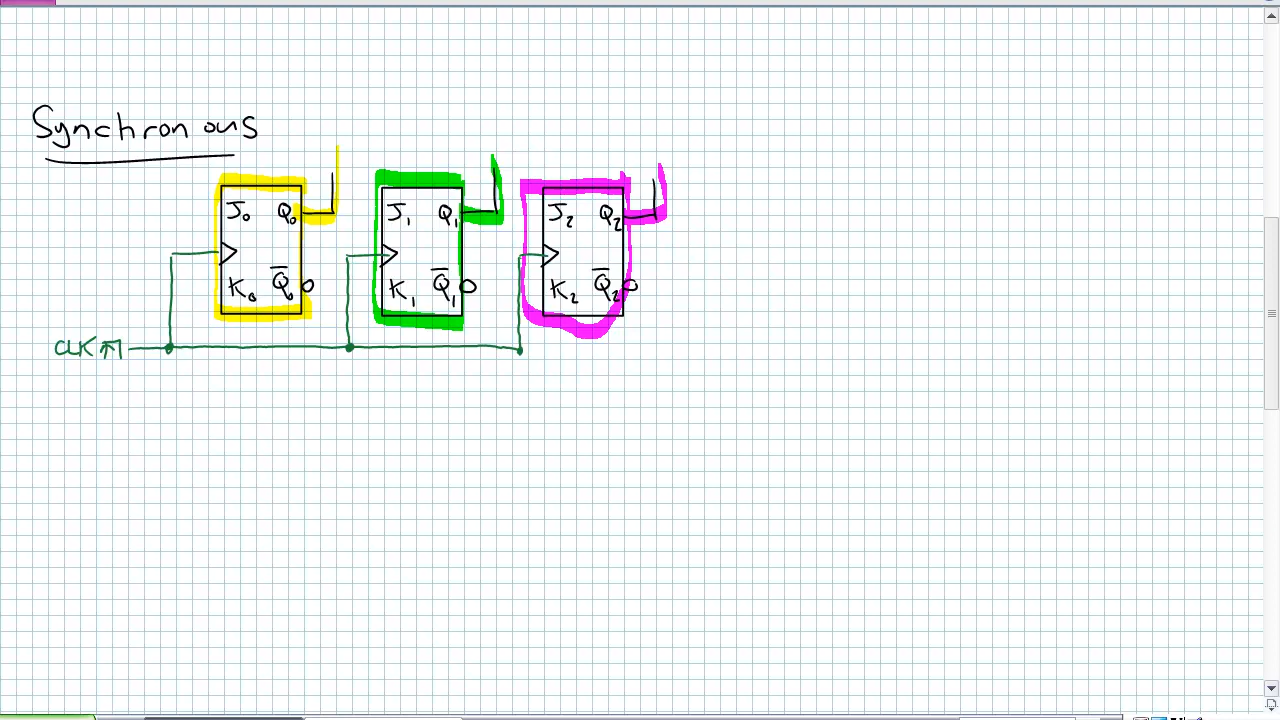 Synchronous
J₀ Q₀ J₁ Q₁ J₂ Q₂
K₀ Q̅₀ K₁ Q̅₁ K₂ Q̅₂
CLK